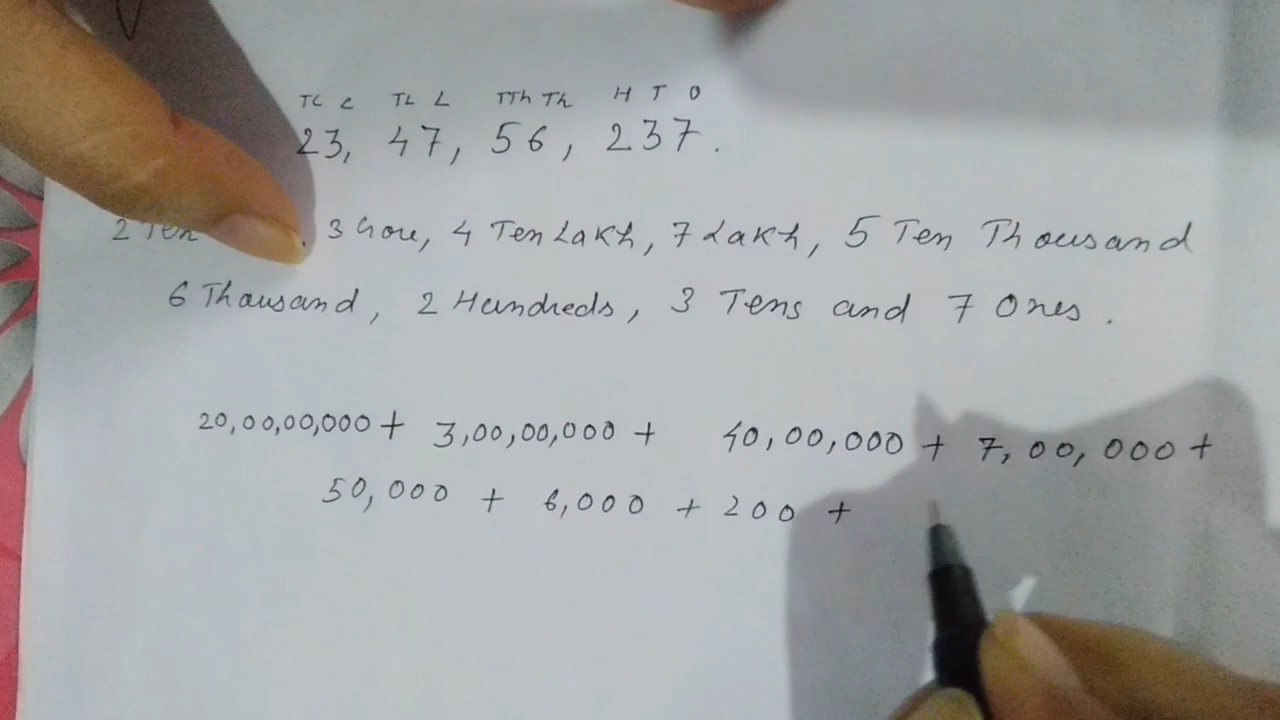 TC C TL L TTh Th H T O
23, 47, 56, 237.
2 Ten 3 Crore, 4 Ten Lakh, 7 Lakh, 5 Ten Thousand
6 Thousand, 2 Hundreds, 3 Tens and 7 Ones.
20,00,00,000 + 3,00,00,000 + 40,00,000 + 7,00,000 +
50,000 + 6,000 + 200 +